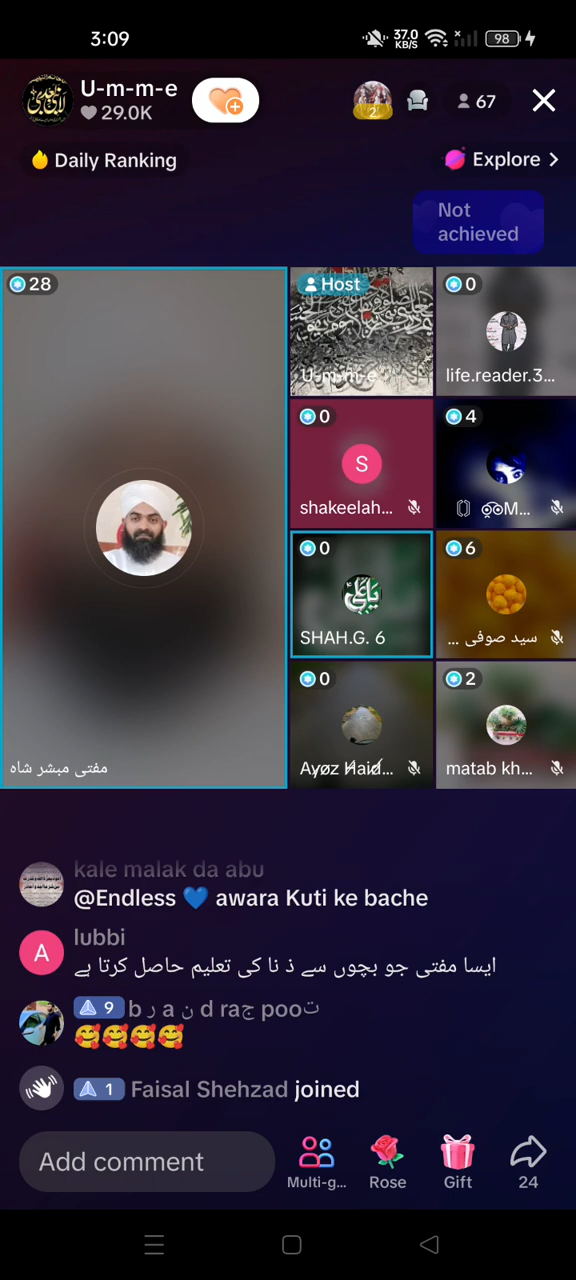 3:09
37.0
KB/S
98
U-m-m-e
29.0K
2
67
Daily Ranking
Explore
Not
achieved
28
Host
U-m-m-e
0
life.reader.3...
0
S
shakeelah...
4
M...
0
SHAH.G. 6
6
سید صوفی ...
مفتی مبشر شاہ
0
Ayøz Haid...
2
matab kh...
kale malak da abu
@Endless 💙 awara Kuti ke bache
A
lubbi
ایسا مفتی جو بچوں سے ذ نا کی تعلیم حاصل کرتا ہے
9 b ر a ن d raج pooت
🥰🥰🥰🥰
1 Faisal Shehzad joined
Add comment
Multi-g...
Rose
Gift
24